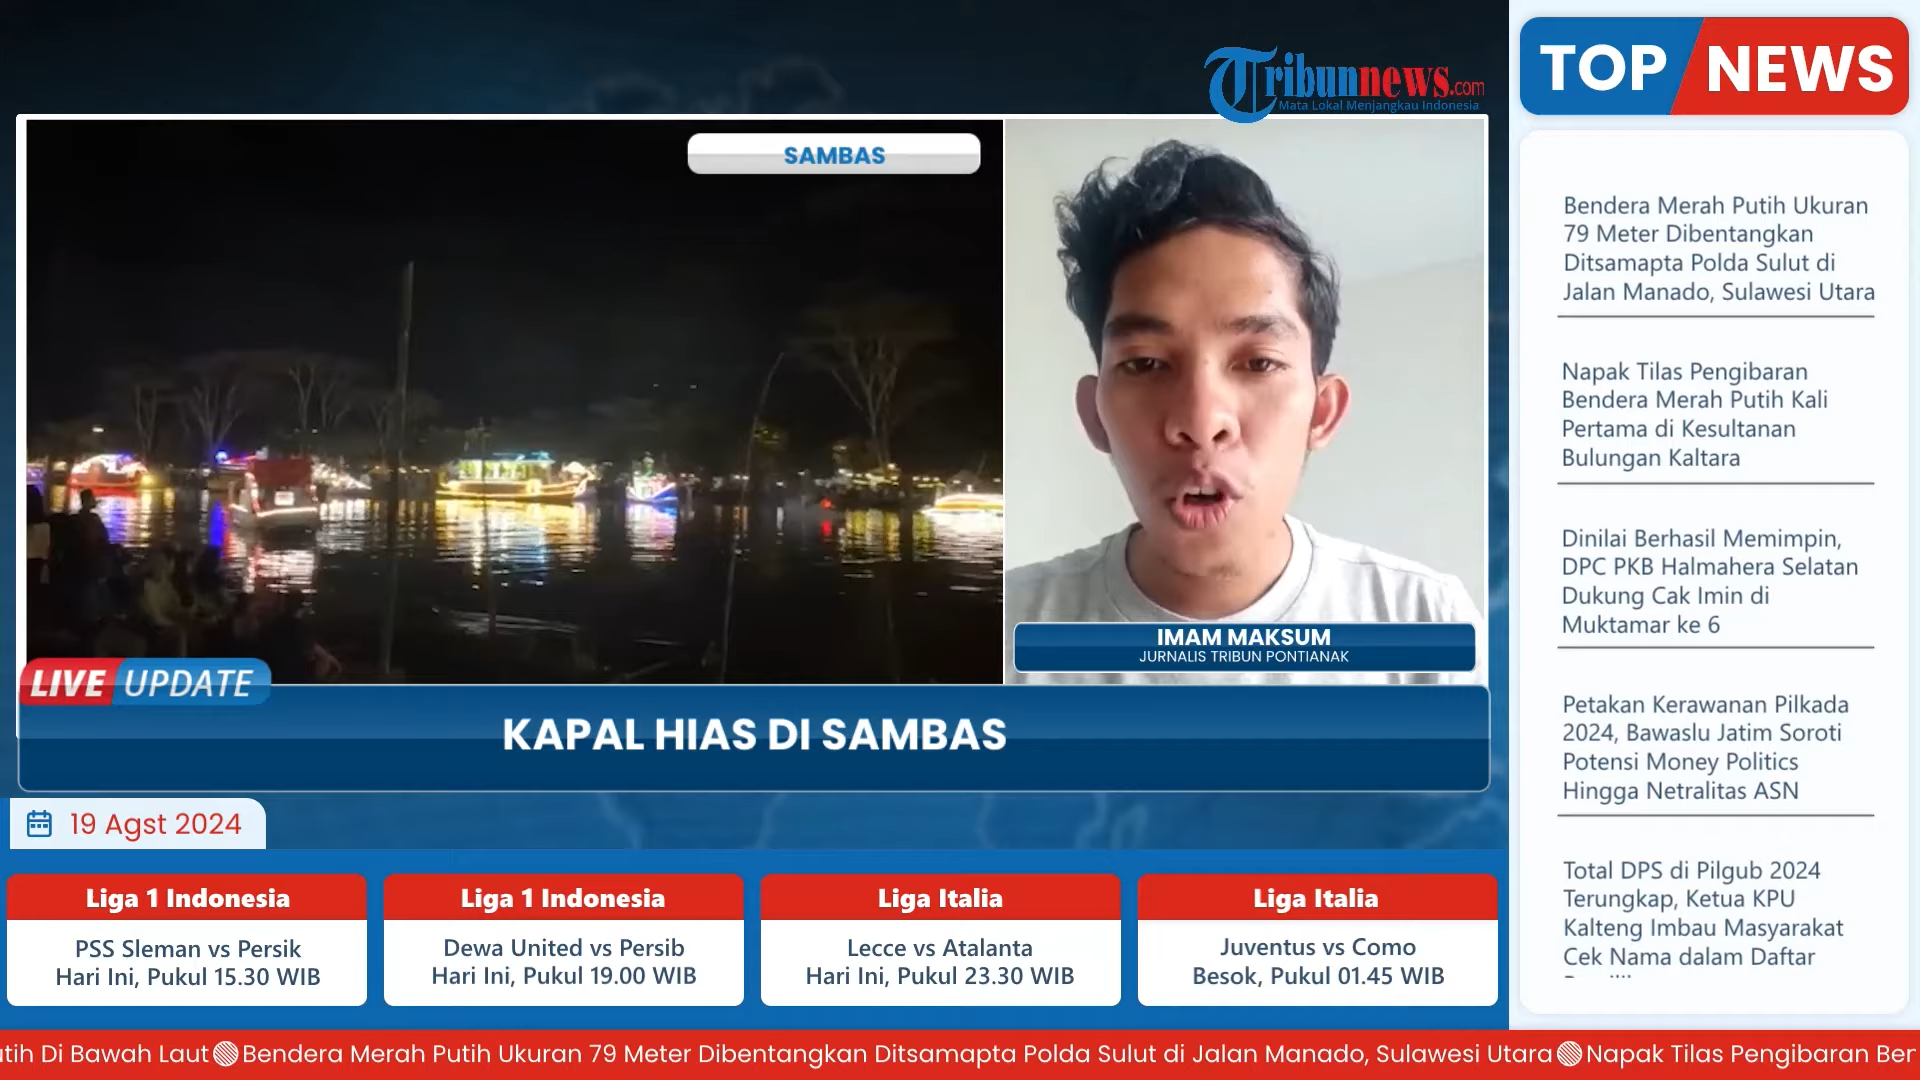 Tribunnews.com
Mata Lokal Menjangkau Indonesia
TOP NEWS
SAMBAS
IMAM MAKSUM
JURNALIS TRIBUN PONTIANAK
LIVE UPDATE
KAPAL HIAS DI SAMBAS
19 Agst 2024
Liga 1 Indonesia
PSS Sleman vs Persik
Hari Ini, Pukul 15.30 WIB
Liga 1 Indonesia
Dewa United vs Persib
Hari Ini, Pukul 19.00 WIB
Liga Italia
Lecce vs Atalanta
Hari Ini, Pukul 23.30 WIB
Liga Italia
Juventus vs Como
Besok, Pukul 01.45 WIB
Bendera Merah Putih Ukuran
79 Meter Dibentangkan
Ditsamapta Polda Sulut di
Jalan Manado, Sulawesi Utara
Napak Tilas Pengibaran
Bendera Merah Putih Kali
Pertama di Kesultanan
Bulungan Kaltara
Dinilai Berhasil Memimpin,
DPC PKB Halmahera Selatan
Dukung Cak Imin di
Muktamar ke 6
Petakan Kerawanan Pilkada
2024, Bawaslu Jatim Soroti
Potensi Money Politics
Hingga Netralitas ASN
Total DPS di Pilgub 2024
Terungkap, Ketua KPU
Kalteng Imbau Masyarakat
Cek Nama dalam Daftar
Di Bawah Laut Bendera Merah Putih Ukuran 79 Meter Dibentangkan Ditsamapta Polda Sulut di Jalan Manado, Sulawesi Utara Napak Tilas Pengibaran